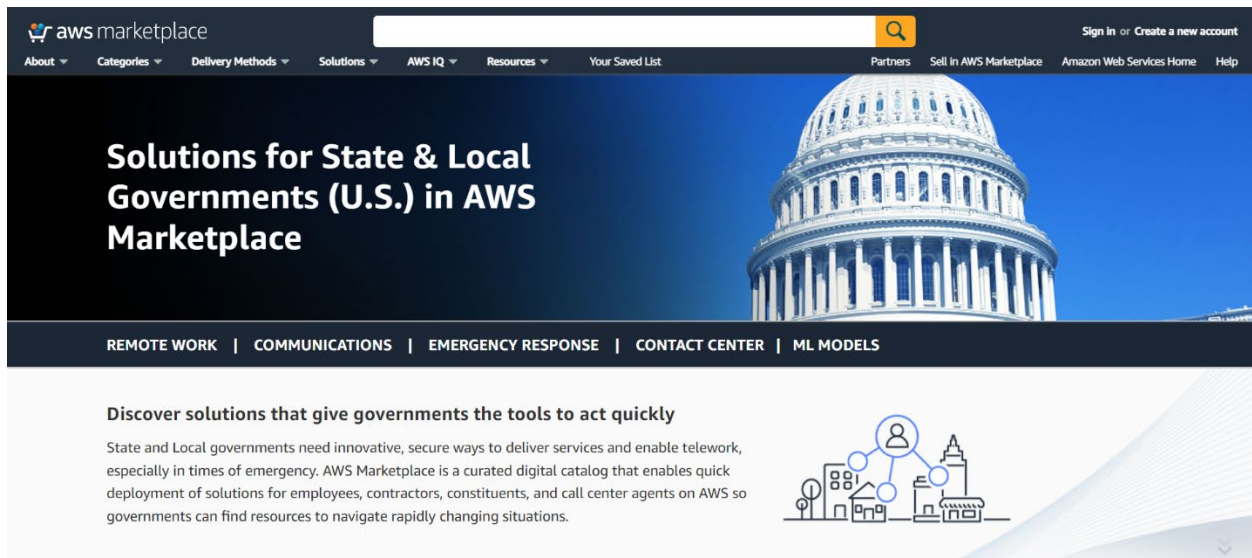 aws marketplace
Sign in or Create a new account
About Categories Delivery Methods Solutions AWS IQ Resources Your Saved List Partners Sell in AWS Marketplace Amazon Web Services Home Help
Solutions for State & Local
Governments (U.S.) in AWS
Marketplace
REMOTE WORK | COMMUNICATIONS | EMERGENCY RESPONSE | CONTACT CENTER | ML MODELS
Discover solutions that give governments the tools to act quickly
State and Local governments need innovative, secure ways to deliver services and enable telework,
especially in times of emergency. AWS Marketplace is a curated digital catalog that enables quick
deployment of solutions for employees, contractors, constituents, and call center agents on AWS so
governments can find resources to navigate rapidly changing situations.